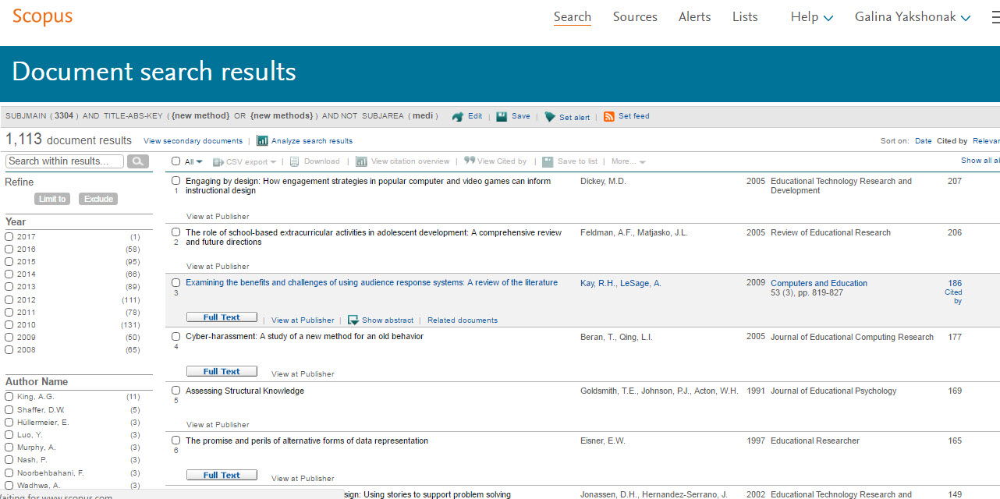 Scopus
Search Sources Alerts Lists Help Galina Yakshonak
Document search results
SUBJMAIN ( 3304 ) AND TITLE-ABS-KEY ( {new method} OR {new methods} ) AND NOT SUBJAREA ( medi ) Edit | Save | Set alert | Set feed
1,113 document results View secondary documents | Analyze search results
Sort on: Date Cited by Relevan
Search within results...
All CSV export | Download | View citation overview | View Cited by | Save to list | More... Show all ab
Refine
Limit to Exclude
Year
2017 (1)
2016 (58)
2015 (95)
2014 (66)
2013 (89)
2012 (111)
2011 (78)
2010 (131)
2009 (50)
2008 (65)
Author Name
King, A.G. (11)
Shaffer, D.W. (5)
Hüllermeier, E. (3)
Luo, Y. (3)
Murphy, A. (3)
Nash, P. (3)
Noorbehbahani, F. (3)
Wadhwa, A. (3)
Waiting for www.scopus.com
Engaging by design: How engagement strategies in popular computer and video games can inform Dickey, M.D. 2005 Educational Technology Research and 207
1 instructional design Development
View at Publisher
The role of school-based extracurricular activities in adolescent development: A comprehensive review Feldman, A.F., Matjasko, J.L. 2005 Review of Educational Research 206
2 and future directions
View at Publisher
Examining the benefits and challenges of using audience response systems: A review of the literature Kay, R.H., LeSage, A. 2009 Computers and Education 186
3 53 (3), pp. 819-827 Cited
by
Full Text | View at Publisher | Show abstract | Related documents
Cyber-harassment: A study of a new method for an old behavior Beran, T., Qing, L.I. 2005 Journal of Educational Computing Research 177
4
Full Text View at Publisher
Assessing Structural Knowledge Goldsmith, T.E., Johnson, P.J., Acton, W.H. 1991 Journal of Educational Psychology 169
5
View at Publisher
The promise and perils of alternative forms of data representation Eisner, E.W. 1997 Educational Researcher 165
6
Full Text View at Publisher
sign: Using stories to support problem solving Jonassen, D.H., Hernandez-Serrano, J. 2002 Educational Technology Research and 149